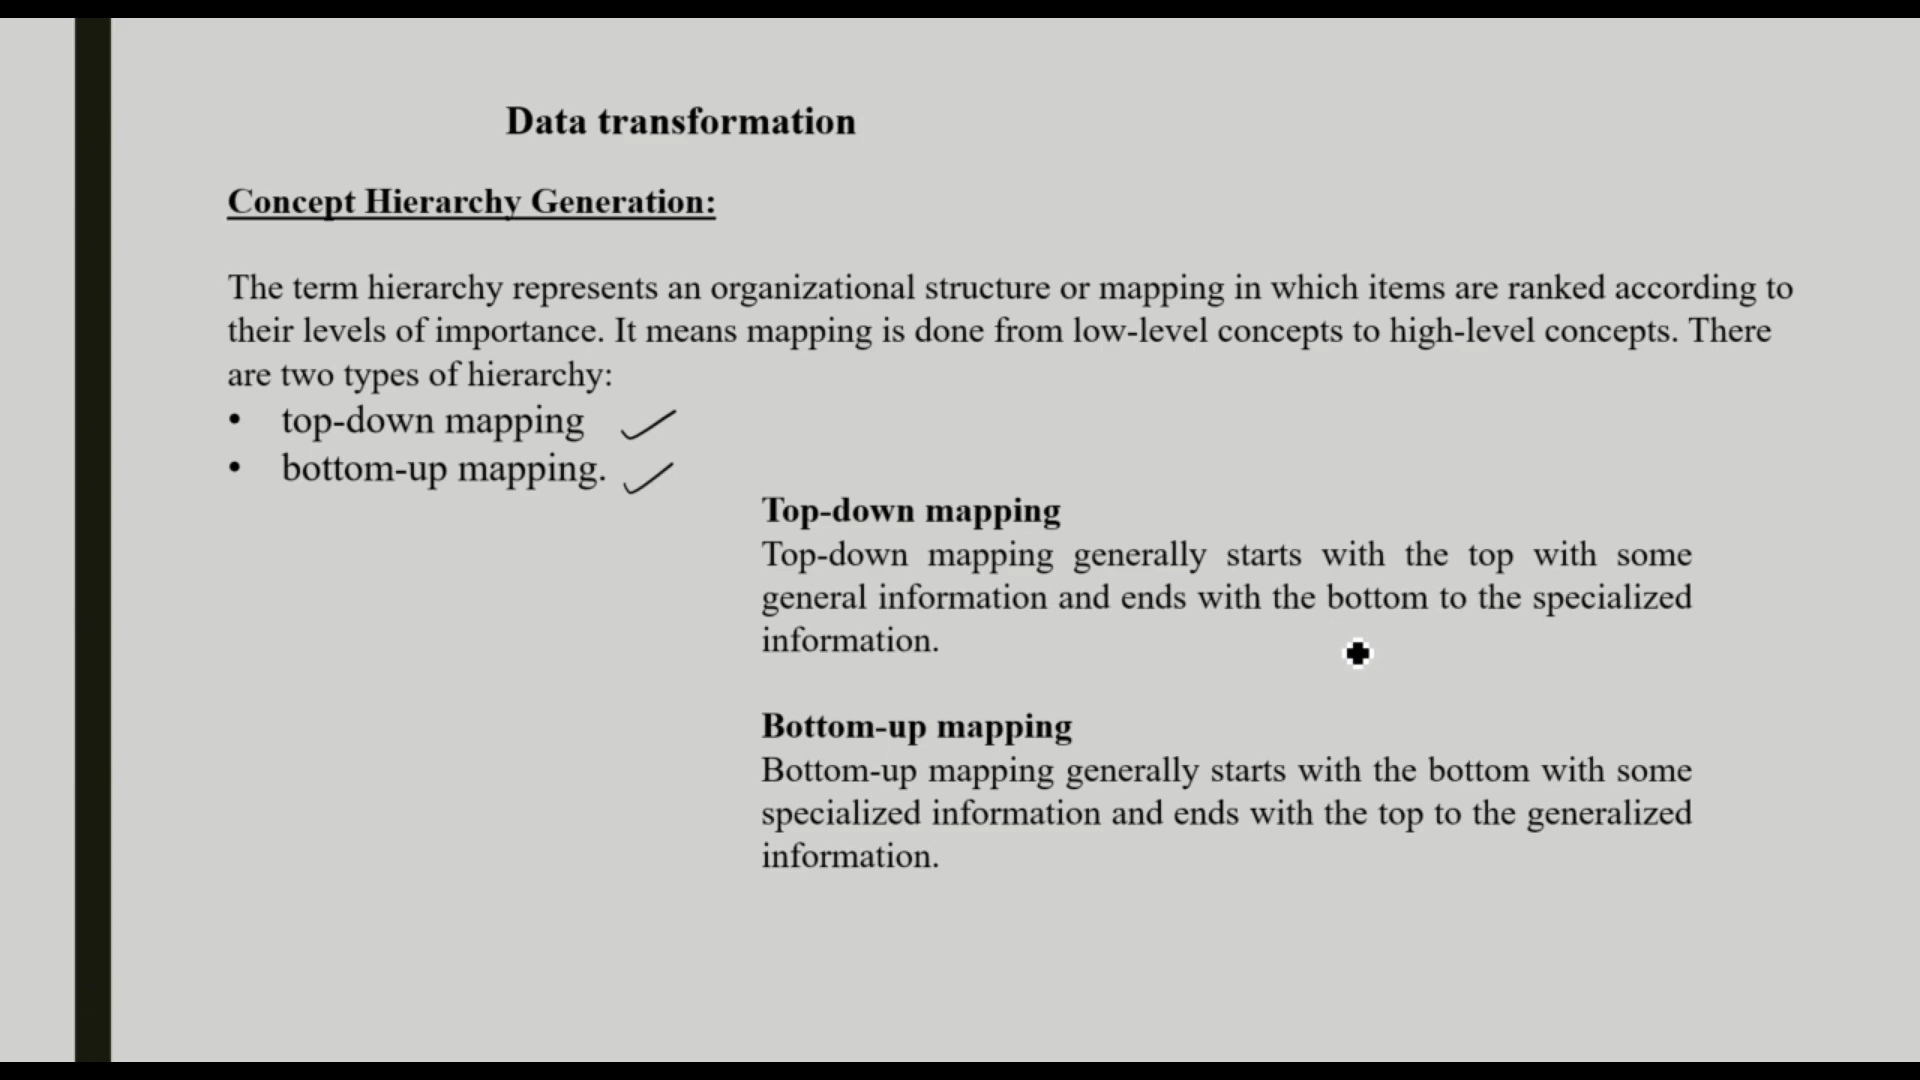 Data transformation
Concept Hierarchy Generation:
The term hierarchy represents an organizational structure or mapping in which items are ranked according to
their levels of importance. It means mapping is done from low-level concepts to high-level concepts. There
are two types of hierarchy:
• top-down mapping
• bottom-up mapping.
Top-down mapping
Top-down mapping generally starts with the top with some
general information and ends with the bottom to the specialized
information.
Bottom-up mapping
Bottom-up mapping generally starts with the bottom with some
specialized information and ends with the top to the generalized
information.